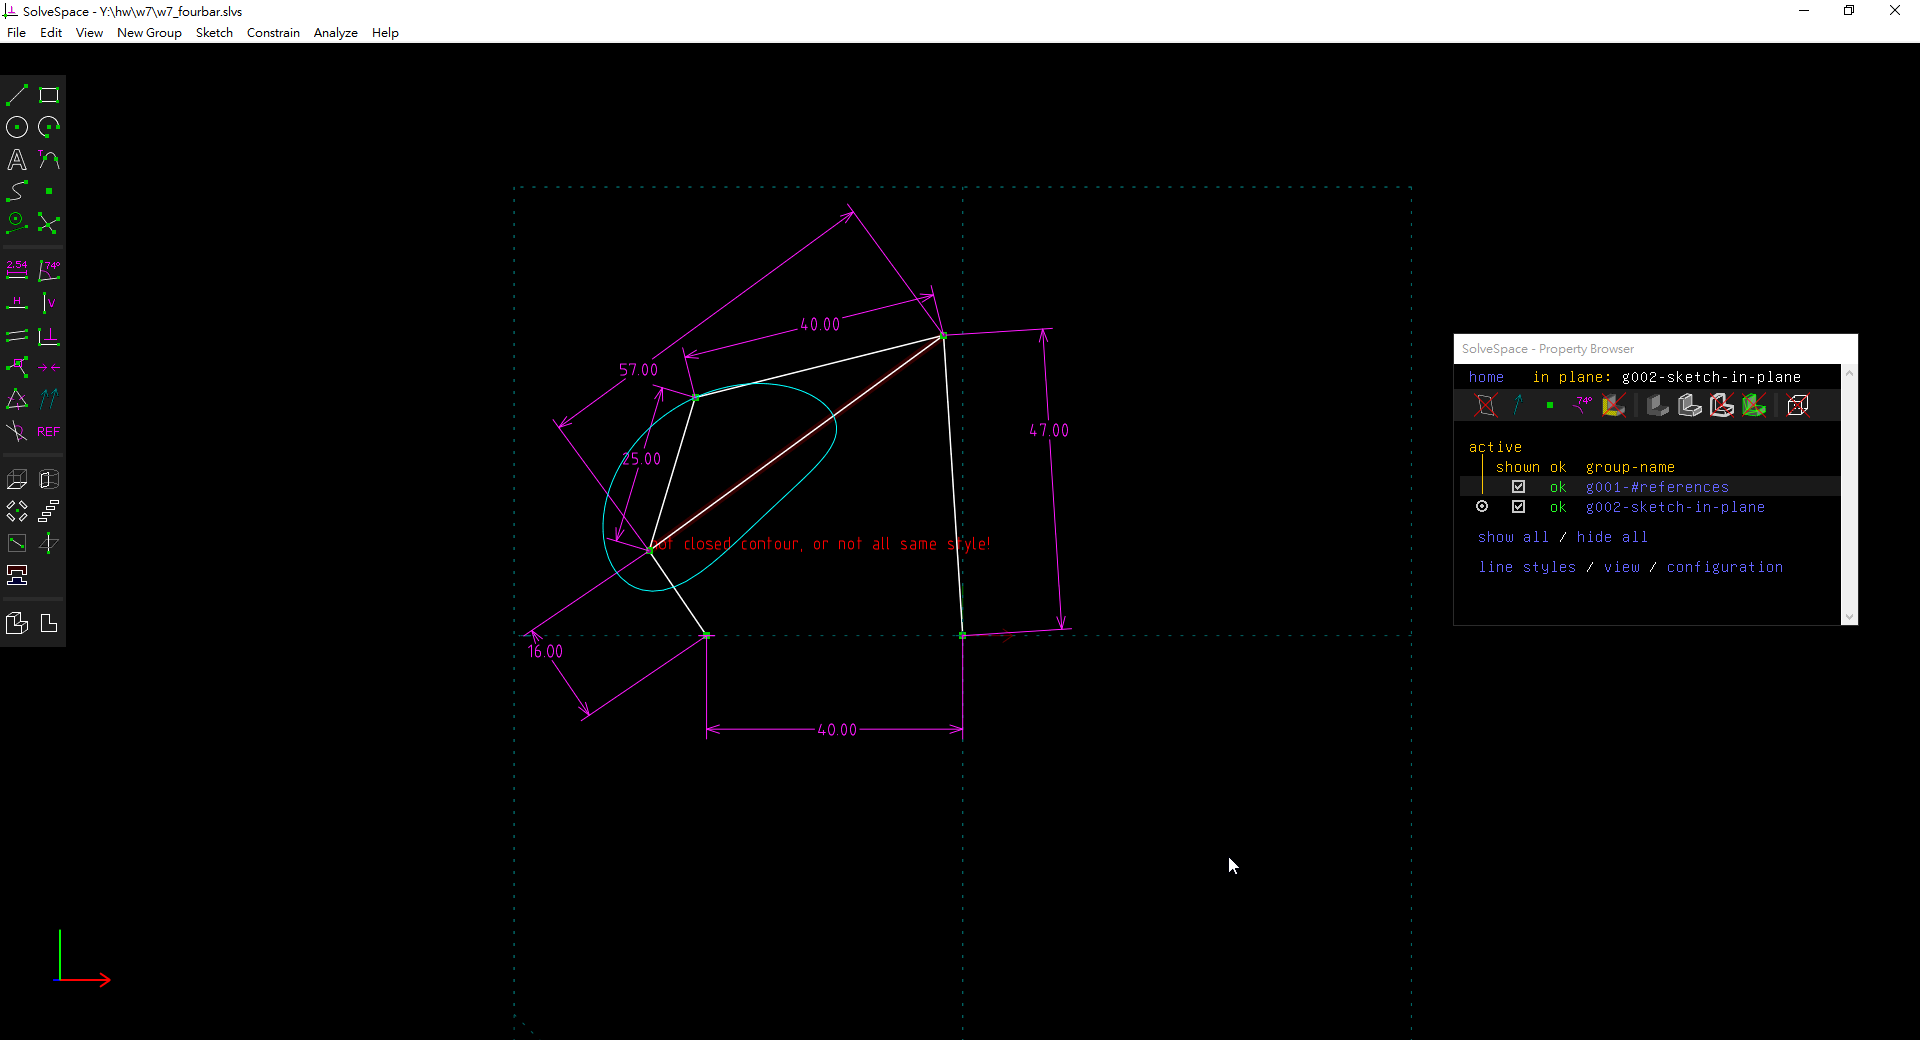 SolveSpace - Y:\hw\w7\w7_fourbar.slvs
File Edit View New Group Sketch Constrain Analyze Help
A T
2.54 74°
H V
REF
40.00
57.00
25.00
47.00
closed contour, or not all same style!
16.00
40.00
SolveSpace - Property Browser
home in plane: g002-sketch-in-plane
74°
active
shown ok group-name
ok g001-#references
ok g002-sketch-in-plane
show all / hide all
line styles / view / configuration